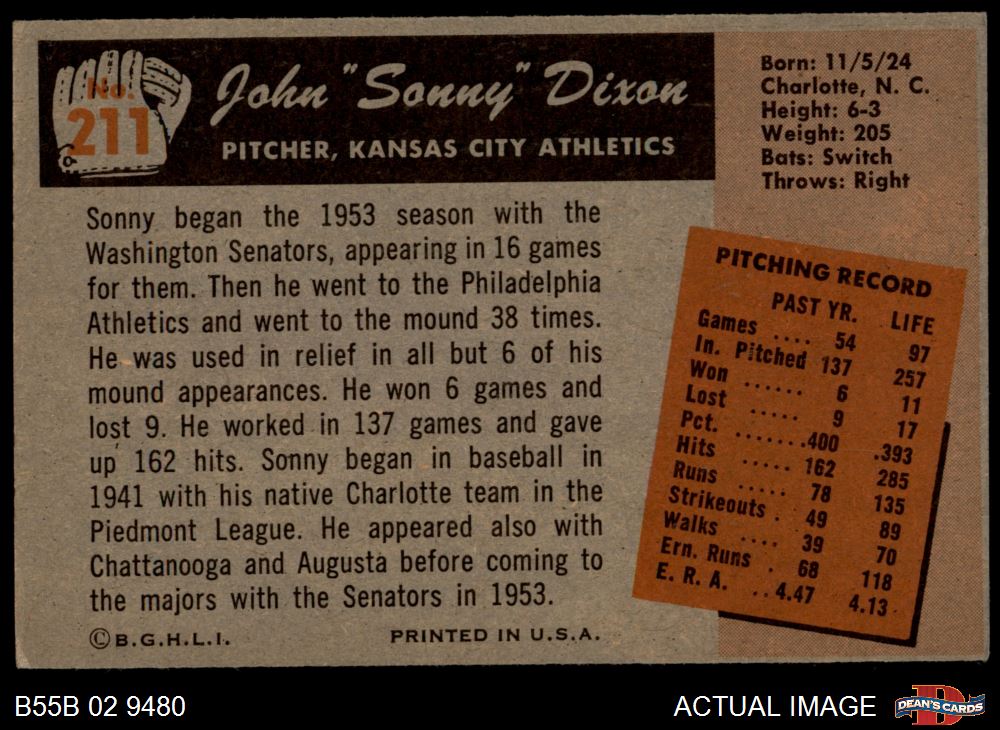 No.
211
John "Sonny" Dixon
PITCHER, KANSAS CITY ATHLETICS
Born: 11/5/24
Charlotte, N. C.
Height: 6-3
Weight: 205
Bats: Switch
Throws: Right
Sonny began the 1953 season with the
Washington Senators, appearing in 16 games
for them. Then he went to the Philadelphia
Athletics and went to the mound 38 times.
He was used in relief in all but 6 of his
mound appearances. He won 6 games and
lost 9. He worked in 137 games and gave
up 162 hits. Sonny began in baseball in
1941 with his native Charlotte team in the
Piedmont League. He appeared also with
Chattanooga and Augusta before coming to
the majors with the Senators in 1953.
©B.G.H.L.I.
PRINTED IN U.S.A.
PITCHING RECORD
PAST YR. LIFE
Games .... 54 97
In. Pitched 137 257
Won ...... 6 11
Lost ..... 9 17
Pct. .......400 .393
Hits ..... 162 285
Runs ..... 78 135
Strikeouts . 49 89
Walks .... 39 70
Ern. Runs . 68 118
E. R. A. ..4.47 4.13
B55B 02 9480
ACTUAL IMAGE
DEAN'S CARDS